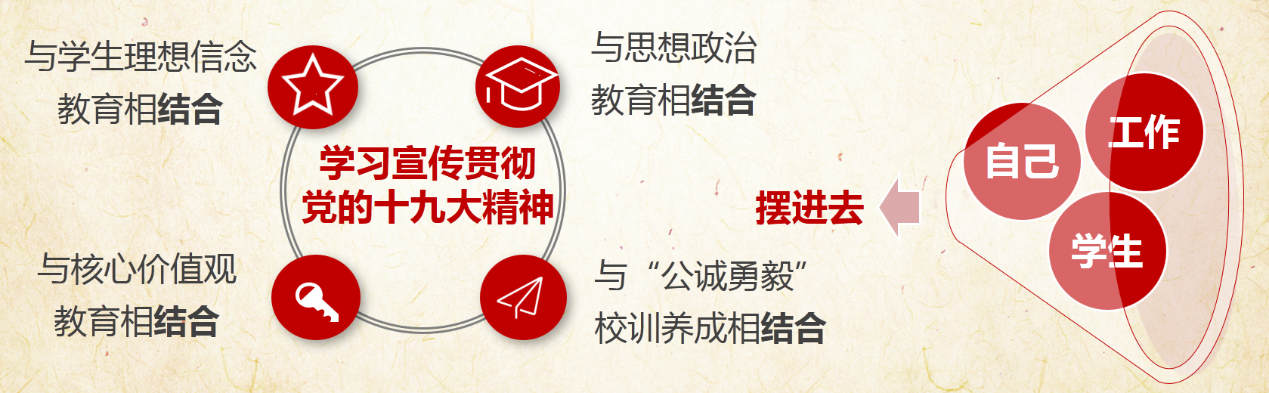 与学生理想信念
教育相结合
与思想政治
教育相结合
学习宣传贯彻
党的十九大精神
与核心价值观
教育相结合
与“公诚勇毅”
校训养成相结合
摆进去
自己
工作
学生